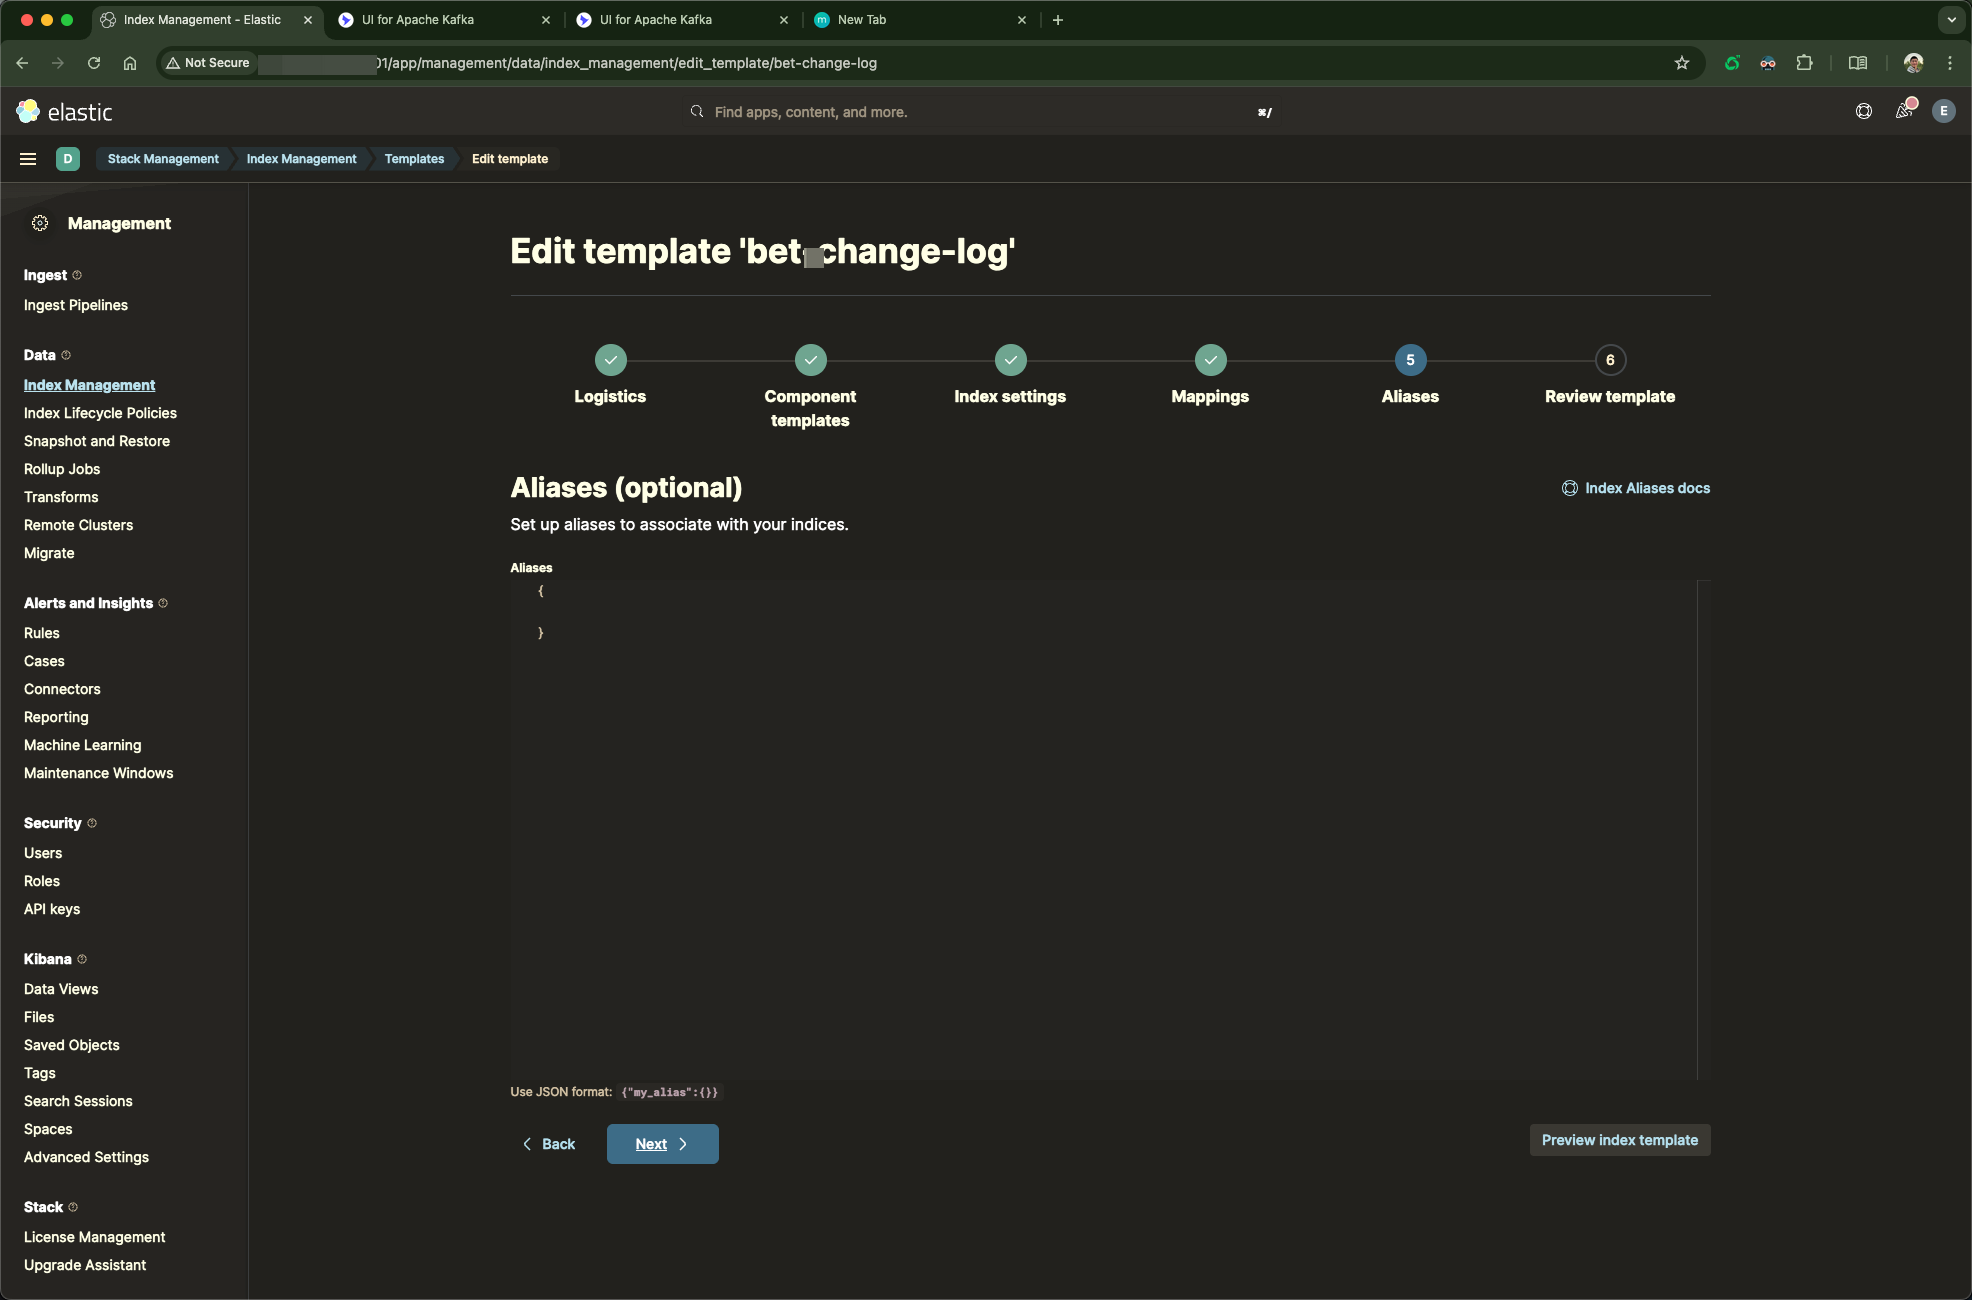 Index Management - Elastic
UI for Apache Kafka
UI for Apache Kafka
New Tab
Not Secure
01/app/management/data/index_management/edit_template/bet-change-log
elastic
Find apps, content, and more.
⌘/
E
D
Stack Management
Index Management
Templates
Edit template
Management
Ingest
Ingest Pipelines
Data
Index Management
Index Lifecycle Policies
Snapshot and Restore
Rollup Jobs
Transforms
Remote Clusters
Migrate
Alerts and Insights
Rules
Cases
Connectors
Reporting
Machine Learning
Maintenance Windows
Security
Users
Roles
API keys
Kibana
Data Views
Files
Saved Objects
Tags
Search Sessions
Spaces
Advanced Settings
Stack
License Management
Upgrade Assistant
Edit template 'bet-change-log'
Logistics
Component
templates
Index settings
Mappings
5
Aliases
6
Review template
Aliases (optional)
Index Aliases docs
Set up aliases to associate with your indices.
Aliases
{
}
Use JSON format: {"my_alias":{}}
Back
Next
Preview index template